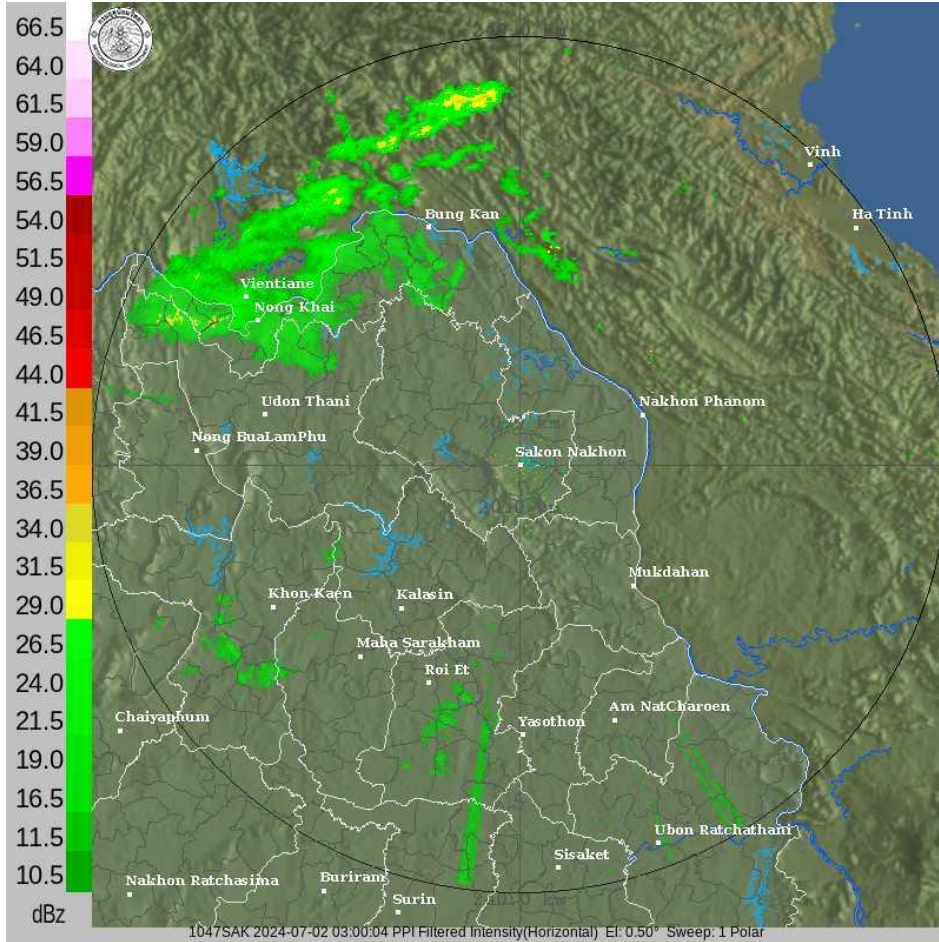 66.5
64.0
61.5
59.0
56.5
54.0
51.5
49.0
46.5
44.0
41.5
39.0
36.5
34.0
31.5
29.0
26.5
24.0
21.5
19.0
16.5
11.5
10.5
dBz
Vinh
Ha Tinh
Bung Kan
Vientiane
Nong Khai
Udon Thani
Nakhon Phanom
Nong BuaLamPhu
Sakon Nakhon
Mukdahan
Khon Kaen
Kalasin
Maha Sarakham
Roi Et
Am NatCharoen
Chaiyaphum
Yasothon
Ubon Ratchathani
Sisaket
Nakhon Ratchasima
Buriram
Surin
1047SAK 2024-07-02 03:00:04 PPI Filtered Intensity(Horizontal) El: 0.50° Sweep: 1 Polar